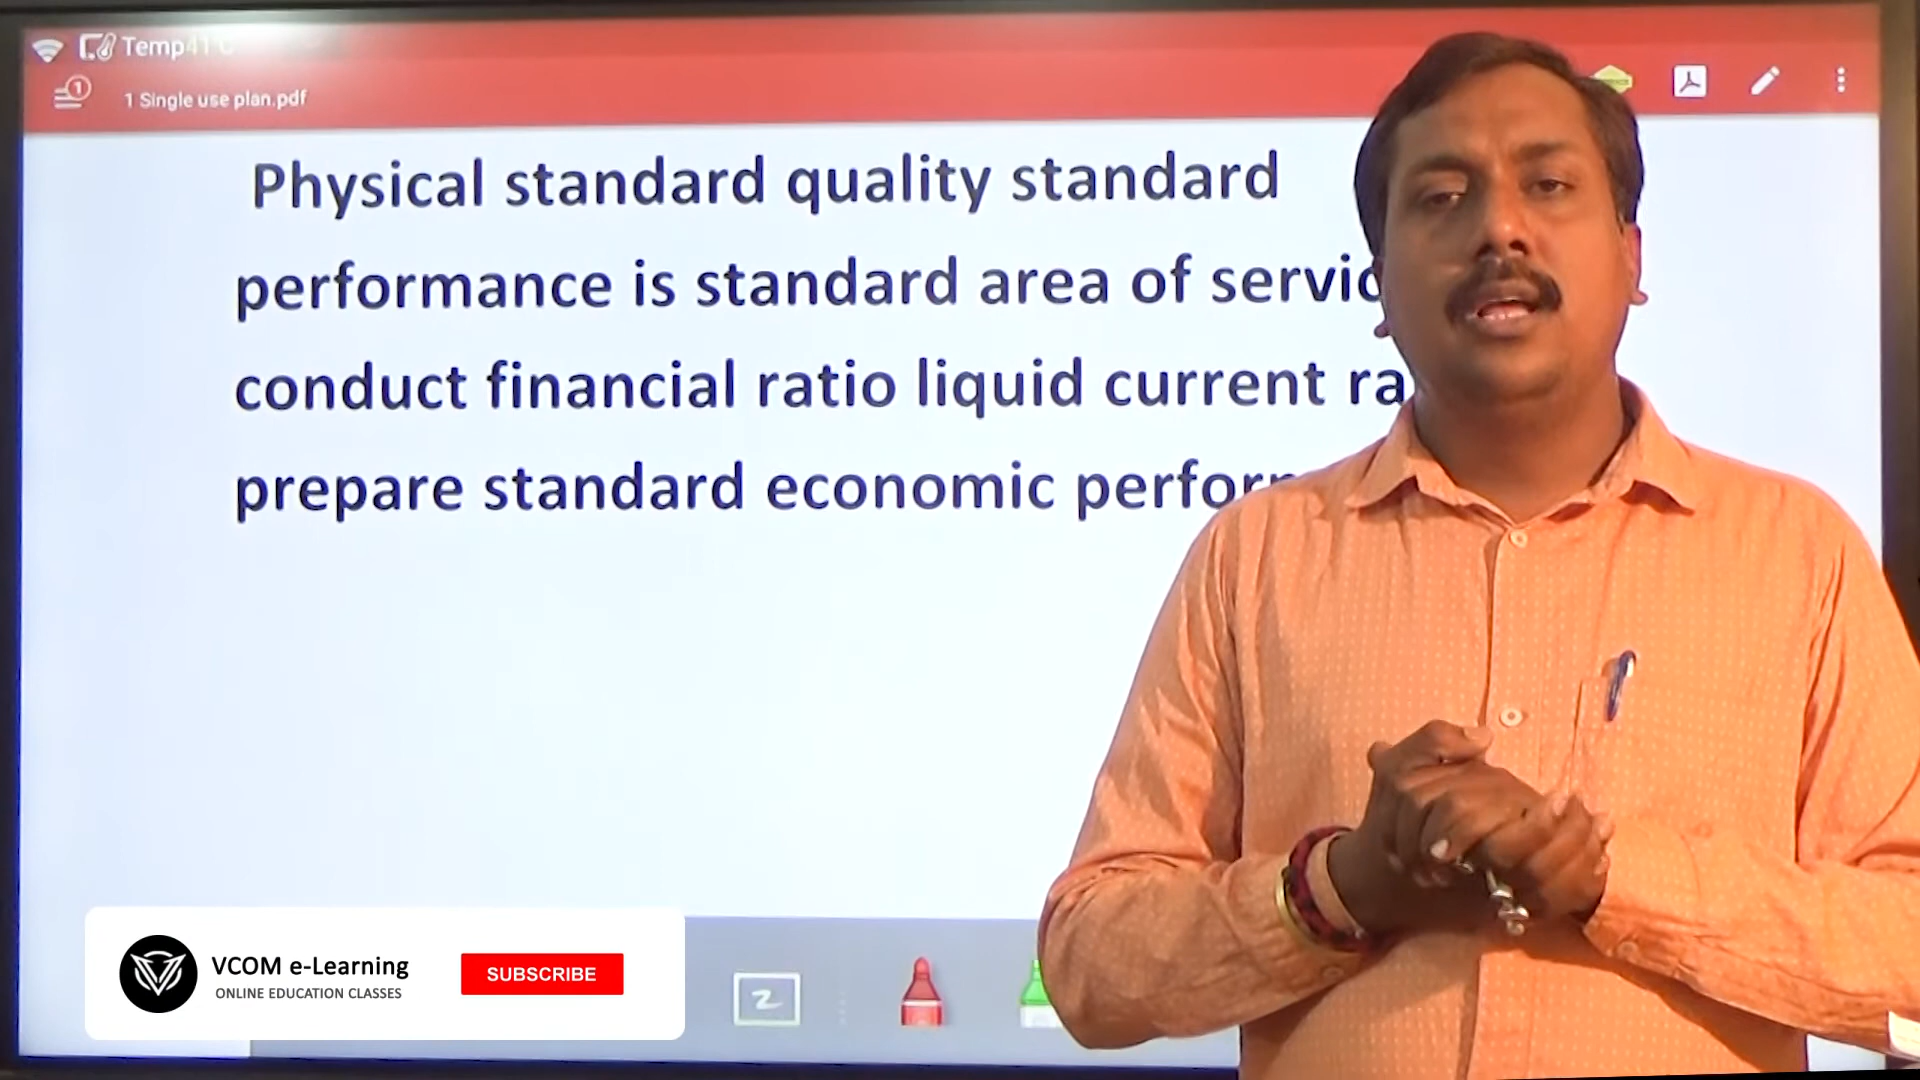 Temp41°C
1 Single use plan.pdf
Physical standard quality standard
performance is standard area of servic
conduct financial ratio liquid current ra
prepare standard economic perfor
VCOM e-Learning
ONLINE EDUCATION CLASSES
SUBSCRIBE